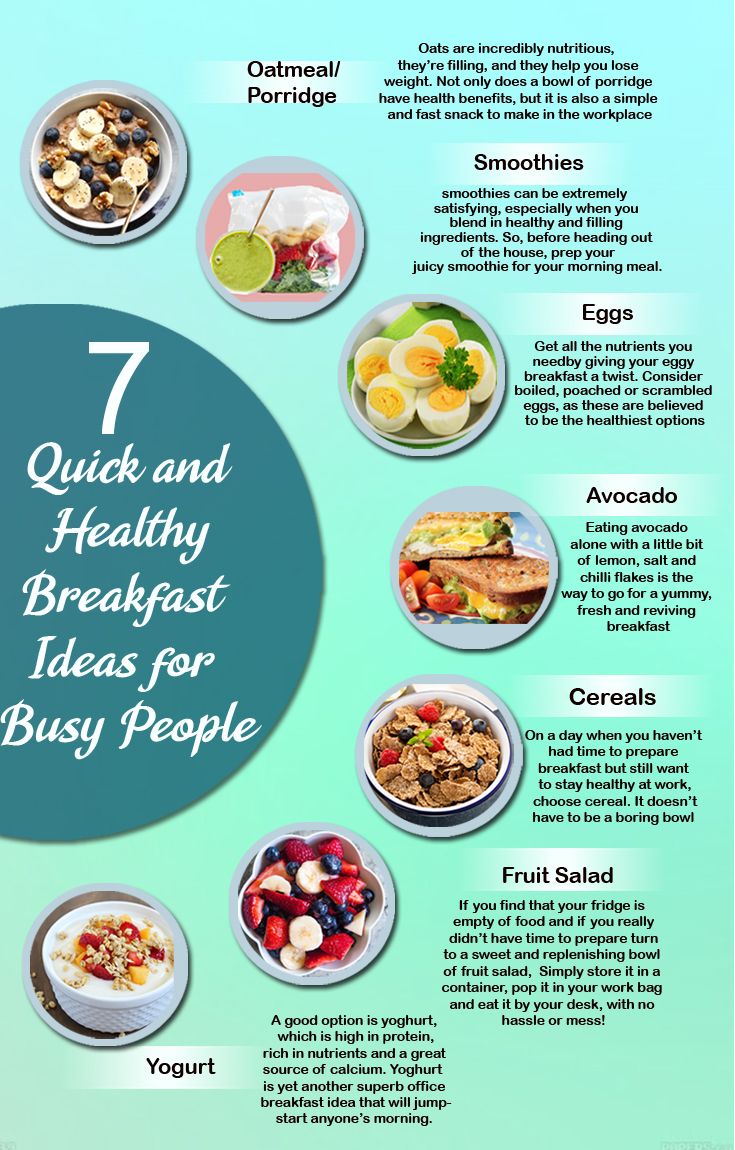 Oatmeal/
Porridge
Oats are incredibly nutritious,
they're filling, and they help you lose
weight. Not only does a bowl of porridge
have health benefits, but it is also a simple
and fast snack to make in the workplace
Smoothies
smoothies can be extremely
satisfying, especially when you
blend in healthy and filling
ingredients. So, before heading out
of the house, prep your
juicy smoothie for your morning meal.
Eggs
Get all the nutrients you
needby giving your eggy
breakfast a twist. Consider
boiled, poached or scrambled
eggs, as these are believed
to be the healthiest options
7
Quick and
Healthy
Breakfast
Ideas for
Busy People
Avocado
Eating avocado
alone with a little bit
of lemon, salt and
chilli flakes is the
way to go for a yummy,
fresh and reviving
breakfast
Cereals
On a day when you haven't
had time to prepare
breakfast but still want
to stay healthy at work,
choose cereal. It doesn't
have to be a boring bowl
Fruit Salad
If you find that your fridge is
empty of food and if you really
didn't have time to prepare turn
to a sweet and replenishing bowl
of fruit salad, Simply store it in a
container, pop it in your work bag
and eat it by your desk, with no
hassle or mess!
Yogurt
A good option is yoghurt,
which is high in protein,
rich in nutrients and a great
source of calcium. Yoghurt
is yet another superb office
breakfast idea that will jump-
start anyone's morning.